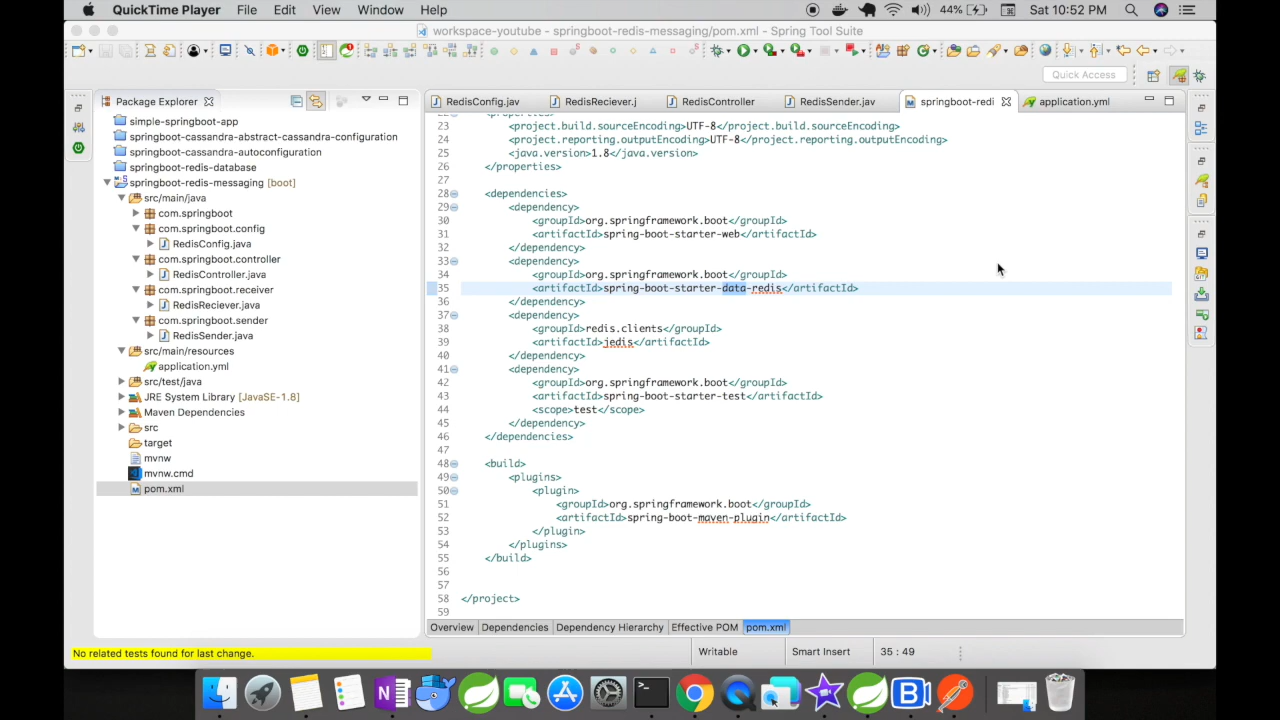 QuickTime Player File Edit View Window Help 44% Sat 10:52 PM
workspace-youtube - springboot-redis-messaging/pom.xml - Spring Tool Suite
Quick Access
Package Explorer
RedisConfig.jav RedisReciever.j RedisController RedisSender.jav springboot-redi application.yml
simple-springboot-app
springboot-cassandra-abstract-cassandra-configuration
springboot-cassandra-autoconfiguration
springboot-redis-database
springboot-redis-messaging [boot]
src/main/java
com.springboot
com.springboot.config
RedisConfig.java
com.springboot.controller
RedisController.java
com.springboot.receiver
RedisReciever.java
com.springboot.sender
RedisSender.java
src/main/resources
application.yml
src/test/java
JRE System Library [JavaSE-1.8]
Maven Dependencies
src
target
mvnw
mvnw.cmd
pom.xml
22 <properties>
23 <project.build.sourceEncoding>UTF-8</project.build.sourceEncoding>
24 <project.reporting.outputEncoding>UTF-8</project.reporting.outputEncoding>
25 <java.version>1.8</java.version>
26 </properties>
27
28 <dependencies>
29 <dependency>
30 <groupId>org.springframework.boot</groupId>
31 <artifactId>spring-boot-starter-web</artifactId>
32 </dependency>
33 <dependency>
34 <groupId>org.springframework.boot</groupId>
35 <artifactId>spring-boot-starter-data-redis</artifactId>
36 </dependency>
37 <dependency>
38 <groupId>redis.clients</groupId>
39 <artifactId>jedis</artifactId>
40 </dependency>
41 <dependency>
42 <groupId>org.springframework.boot</groupId>
43 <artifactId>spring-boot-starter-test</artifactId>
44 <scope>test</scope>
45 </dependency>
46 </dependencies>
47
48 <build>
49 <plugins>
50 <plugin>
51 <groupId>org.springframework.boot</groupId>
52 <artifactId>spring-boot-maven-plugin</artifactId>
53 </plugin>
54 </plugins>
55 </build>
56
57
58 </project>
59
Overview Dependencies Dependency Hierarchy Effective POM pom.xml
No related tests found for last change. Writable Smart Insert 35 : 49